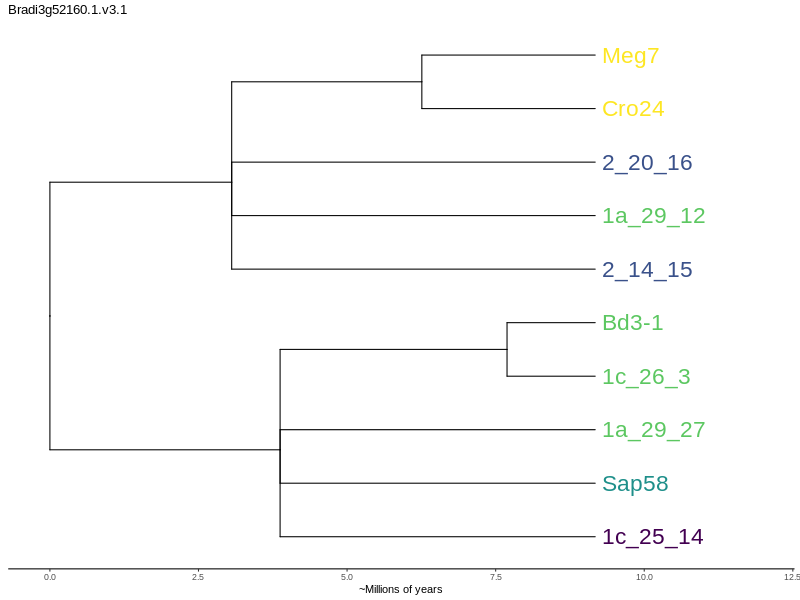 Bradi3g52160.1.v3.1
Meg7
Cro24
2_20_16
1a_29_12
2_14_15
Bd3-1
1c_26_3
1a_29_27
Sap58
1c_25_14
0.0 2.5 5.0 7.5 10.0 12.5
~Millions of years